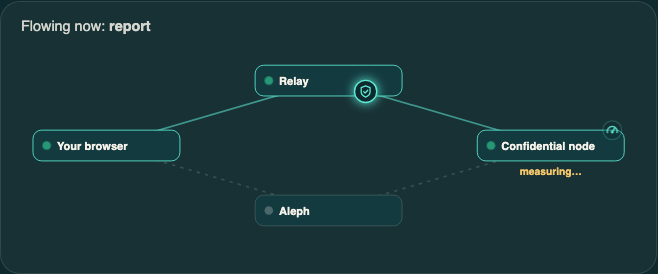 Flowing now: report
Relay
Your browser
Confidential node
measuring...
Aleph